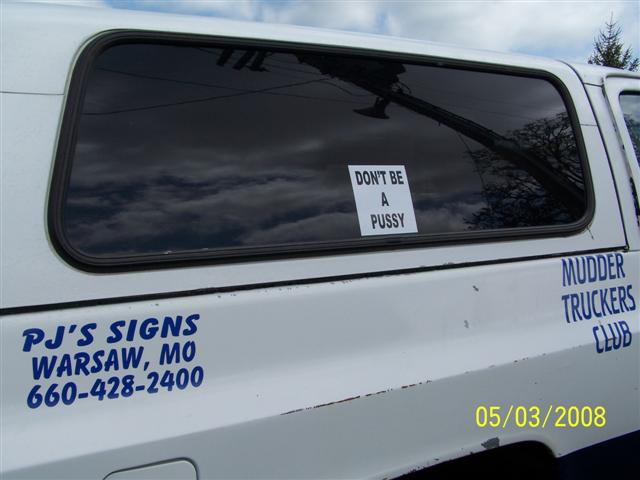 DON'T BE
A
PUSSY
PJ'S SIGNS
WARSAW, MO
660-428-2400
MUDDER
TRUCKERS
CLUB
05/03/2008